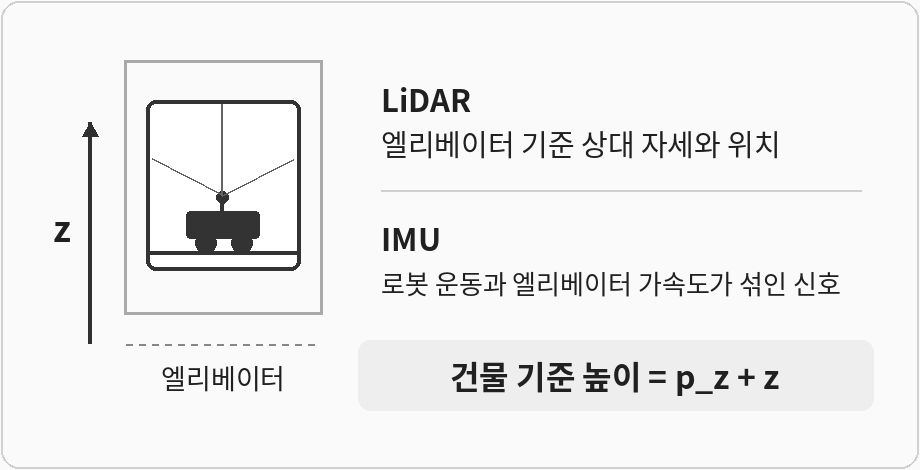 LiDAR
엘리베이터 기준 상대 자세와 위치
z
IMU
로봇 운동과 엘리베이터 가속도가 섞인 신호
엘리베이터
건물 기준 높이 = p_z + z